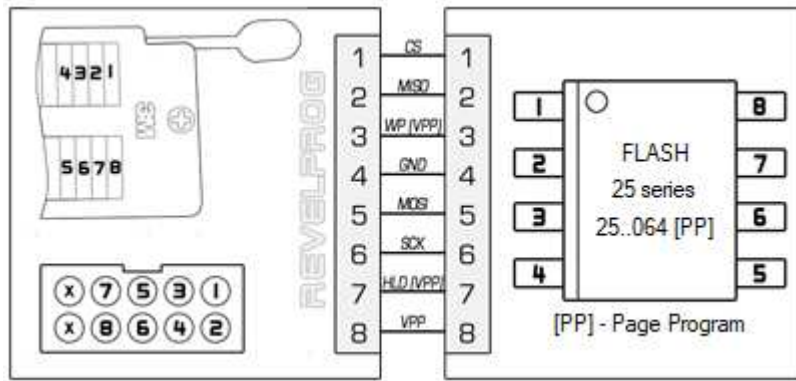 4321
5678
3M
X 7 5 3 1
X 8 6 4 2
REVELPROG
1 CS 1
2 MISO 2
3 WP [VPP] 3
4 GND 4
5 MOSI 5
6 SCK 6
7 HLD [VPP] 7
8 VPP 8
1 8
FLASH
2 7
25 series
3 25..064 [PP] 6
4 5
[PP] - Page Program